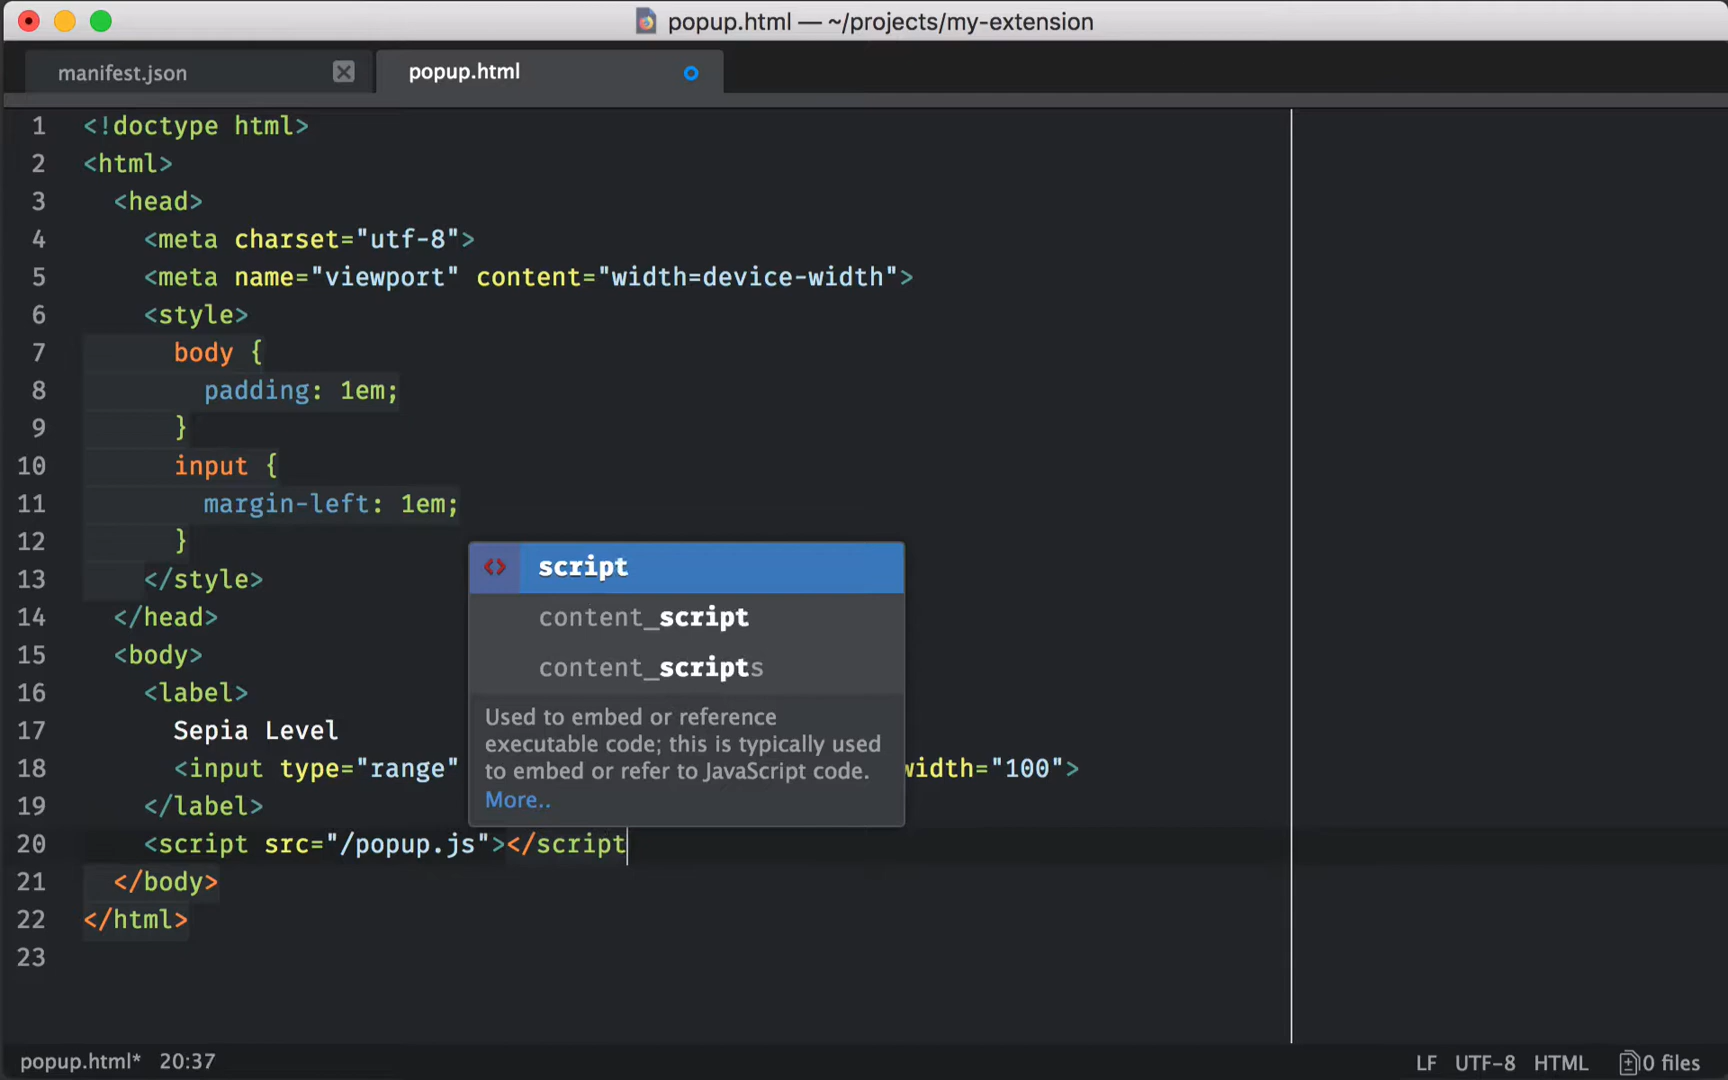 popup.html — ~/projects/my-extension
manifest.json
popup.html
1 <!doctype html>
2 <html>
3 <head>
4 <meta charset="utf-8">
5 <meta name="viewport" content="width=device-width">
6 <style>
7 body {
8 padding: 1em;
9 }
10 input {
11 margin-left: 1em;
12 }
13 </style>
14 </head>
15 <body>
16 <label>
17 Sepia Level
18 <input type="range" width="100">
19 </label>
20 <script src="/popup.js"></script
21 </body>
22 </html>
23
<> script
content_script
content_scripts
Used to embed or reference
executable code; this is typically used
to embed or refer to JavaScript code.
More..
popup.html* 20:37
LF UTF-8 HTML 0 files